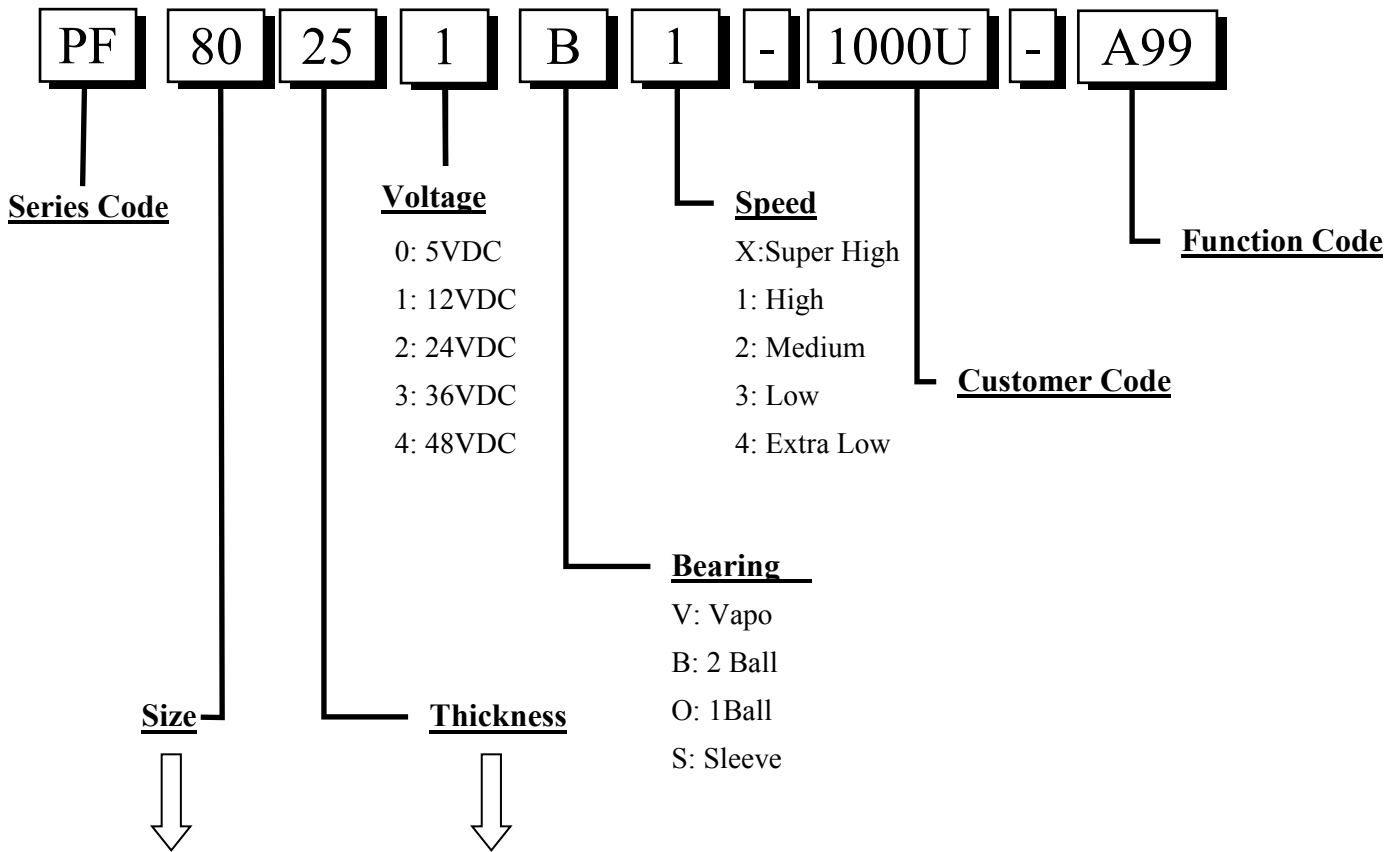 PF 80 25 1 B 1 - 1000U - A99
Series Code
Voltage
0: 5VDC
1: 12VDC
2: 24VDC
3: 36VDC
4: 48VDC
Speed
X:Super High
1: High
2: Medium
3: Low
4: Extra Low
Function Code
Customer Code
Bearing
V: Vapo
B: 2 Ball
O: 1Ball
S: Sleeve
Size
Thickness